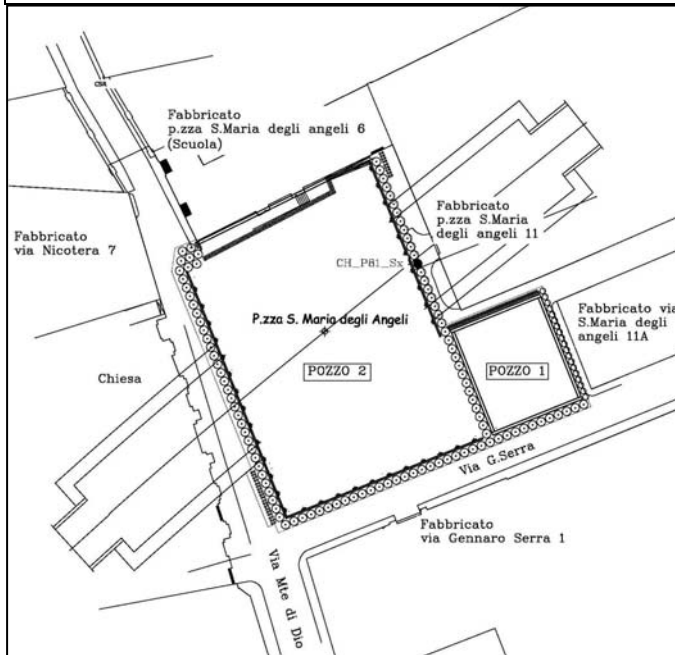 Fabbricato
p.zza S.Maria degli angeli 6
(Scuola)
Fabbricato
via Nicotera 7
Fabbricato
p.zza S.Maria
degli angeli 11
CH_P81_Sx
P.zza S. Maria degli Angeli
Fabbricato via
S.Maria degli
angeli 11A
POZZO 2
POZZO 1
Chiesa
Via G.Serra
Fabbricato
via Gennaro Serra 1
Via Mte di Dio